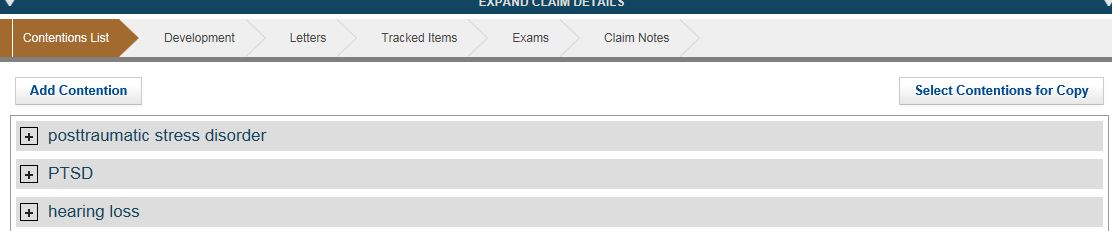 EXPAND CLAIM DETAILS
Contentions List Development Letters Tracked Items Exams Claim Notes
Add Contention Select Contentions for Copy
posttraumatic stress disorder
PTSD
hearing loss